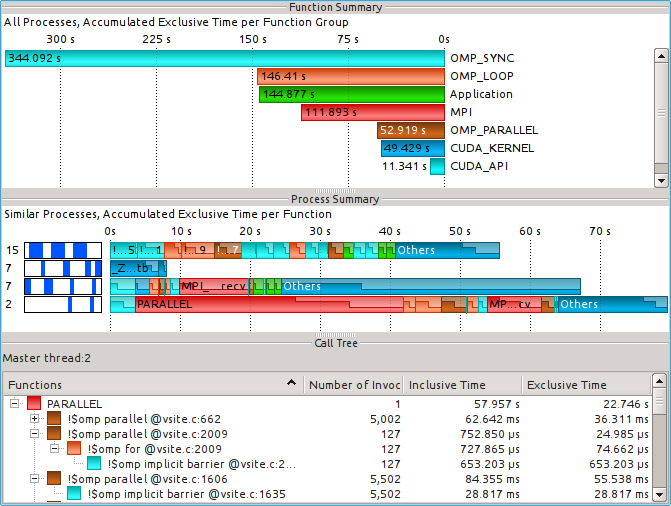 Function Summary
All Processes, Accumulated Exclusive Time per Function Group
300 s 225 s 150 s 75 s 0s
344.092 s OMP_SYNC
146.41 s OMP_LOOP
144.877 s Application
111.893 s MPI
52.919 s OMP_PARALLEL
49.429 s CUDA_KERNEL
11.341 s CUDA_API
Process Summary
Similar Processes, Accumulated Exclusive Time per Function
0s 10 s 20 s 30 s 40 s 50 s 60 s 70 s
15 !...5 !...1 !...9 !...7 Others
7 _Z...tb
7 MPI_...recv Others
2 PARALLEL MP...cv Others
Call Tree
Master thread:2
Functions Number of Invoc Inclusive Time Exclusive Time
PARALLEL 1 57.957 s 22.746 s
!$omp parallel @vsite.c:662 5,002 62.642 ms 36.311 ms
!$omp parallel @vsite.c:2009 127 752.850 µs 24.985 µs
!$omp for @vsite.c:2009 127 727.865 µs 74.662 µs
!$omp implicit barrier @vsite.c:2... 127 653.203 µs 653.203 µs
!$omp parallel @vsite.c:1606 5,502 84.355 ms 55.538 ms
!$omp implicit barrier @vsite.c:1635 5,502 28.817 ms 28.817 ms